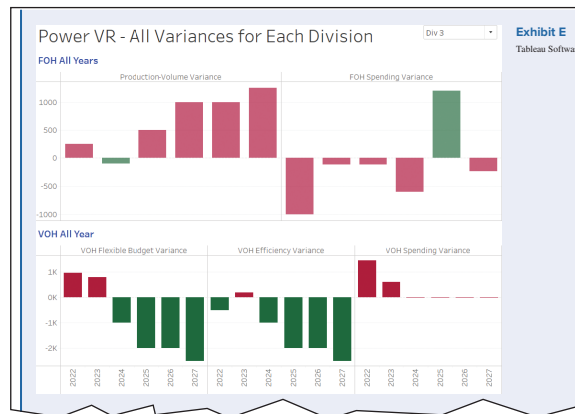 Power VR - All Variances for Each Division
Div 3
Exhibit E
Tableau Softwa
FOH All Years
Production-Volume Variance
FOH Spending Variance
1000
500
0
-500
-1000
VOH All Year
VOH Flexible Budget Variance
VOH Efficiency Variance
VOH Spending Variance
1K
0K
-1K
-2K
2022 2023 2024 2025 2026 2027 2022 2023 2024 2025 2026 2027 2022 2023 2024 2025 2026 2027